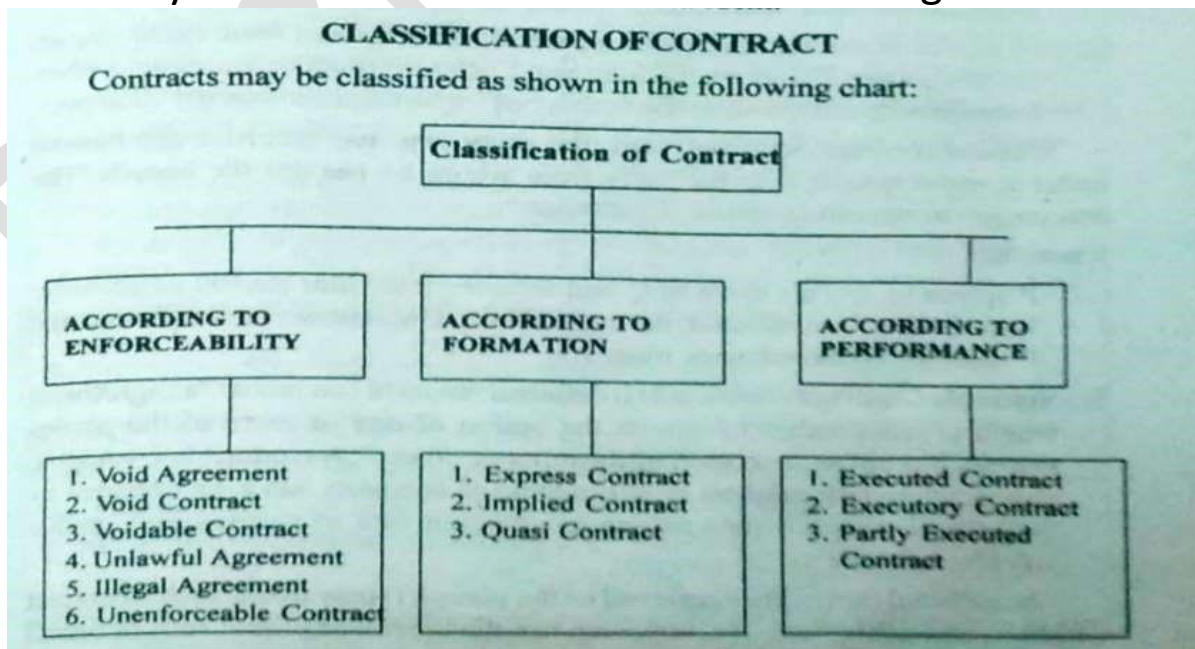 CLASSIFICATION OF CONTRACT
Contracts may be classified as shown in the following chart:
Classification of Contract
ACCORDING TO
ENFORCEABILITY
ACCORDING TO
FORMATION
ACCORDING TO
PERFORMANCE
1. Void Agreement
2. Void Contract
3. Voidable Contract
4. Unlawful Agreement
5. Illegal Agreement
6. Unenforceable Contract
1. Express Contract
2. Implied Contract
3. Quasi Contract
1. Executed Contract
2. Executory Contract
3. Partly Executed
Contract